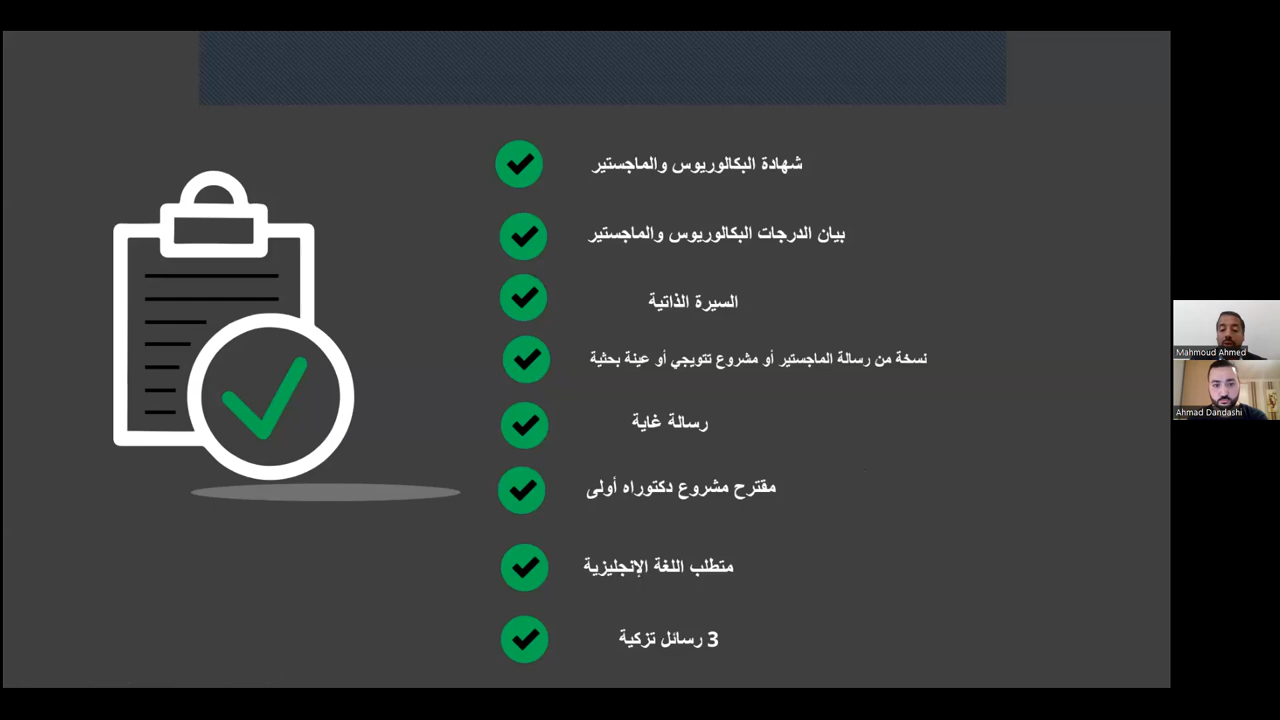 شهادة البكالوريوس والماجستير
بيان الدرجات البكالوريوس والماجستير
السيرة الذاتية
نسخة من رسالة الماجستير أو مشروع تتويجي أو عينة بحثية
رسالة غاية
مقترح مشروع دكتوراه أولى
متطلب اللغة الإنجليزية
3 رسائل تزكية
Mahmoud Ahmed
Ahmad Dandashi